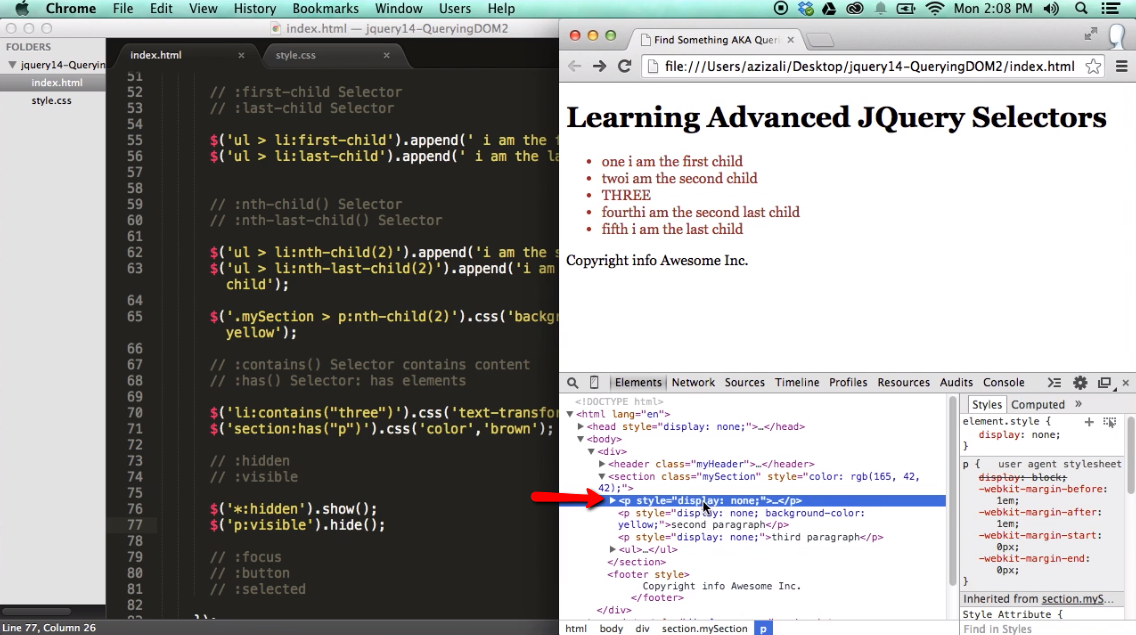 Chrome File Edit View History Bookmarks Window Users Help Mon 2:08 PM
index.html — jquery14-QueryingDOM2
FOLDERS
jquery14-Queryin
index.html
style.css
index.html × style.css ×
51
52 // :first-child Selector
53 // :last-child Selector
54
55 $('ul > li:first-child').append(' i am the f
56 $('ul > li:last-child').append(' i am the la
57
58
59 // :nth-child() Selector
60 // :nth-last-child() Selector
61
62 $('ul > li:nth-child(2)').append('i am the s
63 $('ul > li:nth-last-child(2)').append('i am
child');
64
65 $('.mySection > p:nth-child(2)').css('backg
yellow');
66
67 // :contains() Selector contains content
68 // :has() Selector: has elements
69
70 $('li:contains("three")').css('text-transfo
71 $('section:has("p")').css('color','brown');
72
73 // :hidden
74 // :visible
75
76 $('*:hidden').show();
77 $('p:visible').hide();
78
79 // :focus
80 // :button
81 // :selected
82
});
Line 77, Column 26
Find Something AKA Queri ×
file:///Users/azizali/Desktop/jquery14-QueryingDOM2/index.html
Learning Advanced JQuery Selectors
• one i am the first child
• twoi am the second child
• THREE
• fourthi am the second last child
• fifth i am the last child
Copyright info Awesome Inc.
Elements Network Sources Timeline Profiles Resources Audits Console
<!DOCTYPE html>
<html lang="en">
<head style="display: none;">…</head>
<body>
<div>
<header class="myHeader">…</header>
<section class="mySection" style="color: rgb(165, 42,
42);">
<p style="display: none;">…</p>
<p style="display: none; background-color:
yellow;">second paragraph</p>
<p style="display: none;">third paragraph</p>
<ul>…</ul>
</section>
<footer style>
Copyright info Awesome Inc.
</footer>
</div>
html body div section.mySection p
Styles Computed »
element.style {
display: none;
}
p { user agent stylesheet
display: block;
-webkit-margin-before:
1em;
-webkit-margin-after:
1em;
-webkit-margin-start:
0px;
-webkit-margin-end:
0px;
}
Inherited from section.myS…
Style Attribute {
Find in Styles